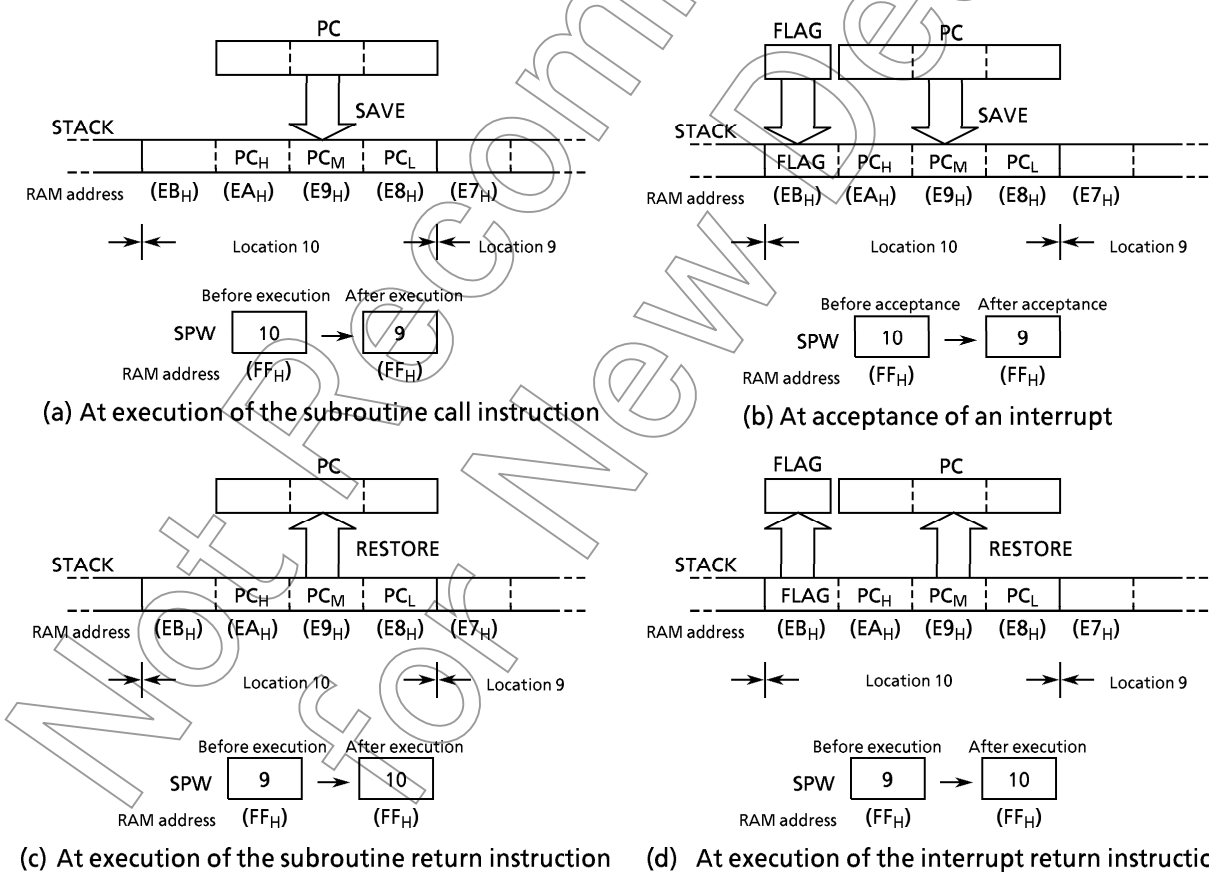 PC
SAVE
STACK
PCH PCM PCL
RAM address (EBH) (EAH) (E9H) (E8H) (E7H)
Location 10 Location 9
Before execution After execution
SPW 10 9
RAM address (FFH) (FFH)
(a) At execution of the subroutine call instruction
FLAG PC
SAVE
STACK
FLAG PCH PCM PCL
RAM address (EBH) (EAH) (E9H) (E8H) (E7H)
Location 10 Location 9
Before acceptance After acceptance
SPW 10 9
RAM address (FFH) (FFH)
(b) At acceptance of an interrupt
PC
RESTORE
STACK
PCH PCM PCL
RAM address (EBH) (EAH) (E9H) (E8H) (E7H)
Location 10 Location 9
Before execution After execution
SPW 9 10
RAM address (FFH) (FFH)
(c) At execution of the subroutine return instruction
FLAG PC
RESTORE
STACK
FLAG PCH PCM PCL
RAM address (EBH) (EAH) (E9H) (E8H) (E7H)
Location 10 Location 9
Before execution After execution
SPW 9 10
RAM address (FFH) (FFH)
(d) At execution of the interrupt return
Not Recom
for New De